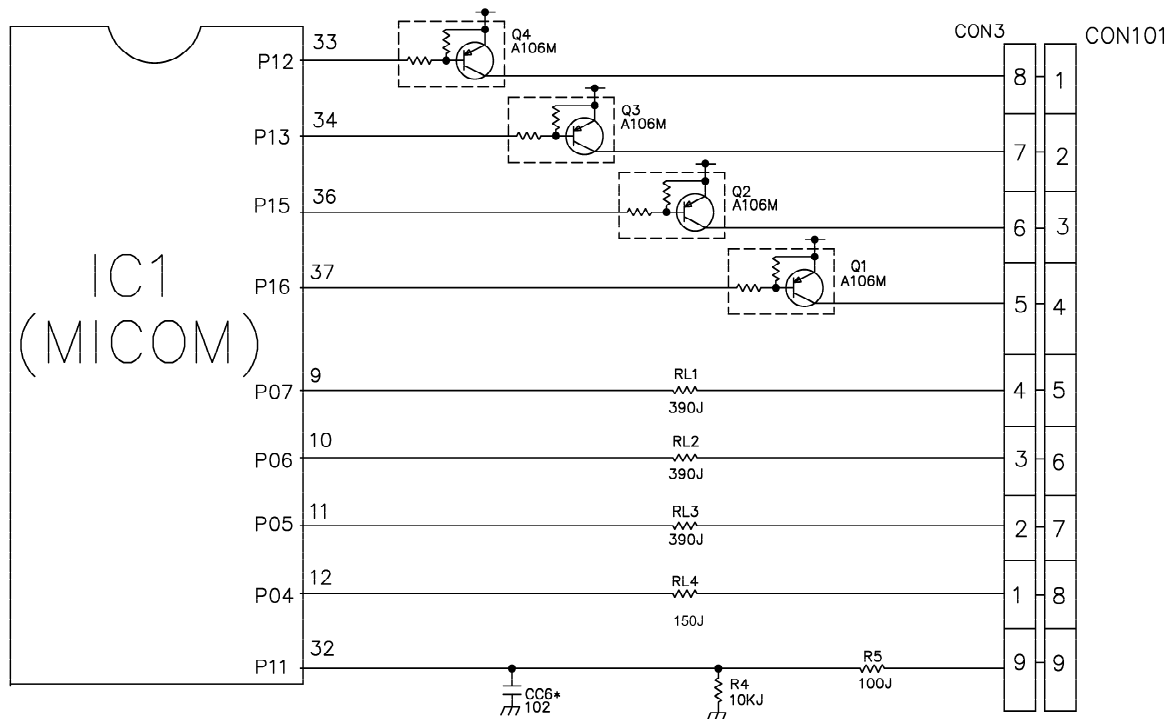 CON3
CON101
33
P12
Q4
A106M
8
1
34
P13
Q3
A106M
7
2
36
P15
Q2
A106M
6
3
37
P16
Q1
A106M
5
4
IC1
(MICOM)
9
P07
RL1
390J
4
5
10
P06
RL2
390J
3
6
11
P05
RL3
390J
2
7
12
P04
RL4
150J
1
8
32
P11
CC6*
102
R4
10KJ
R5
100J
9
9